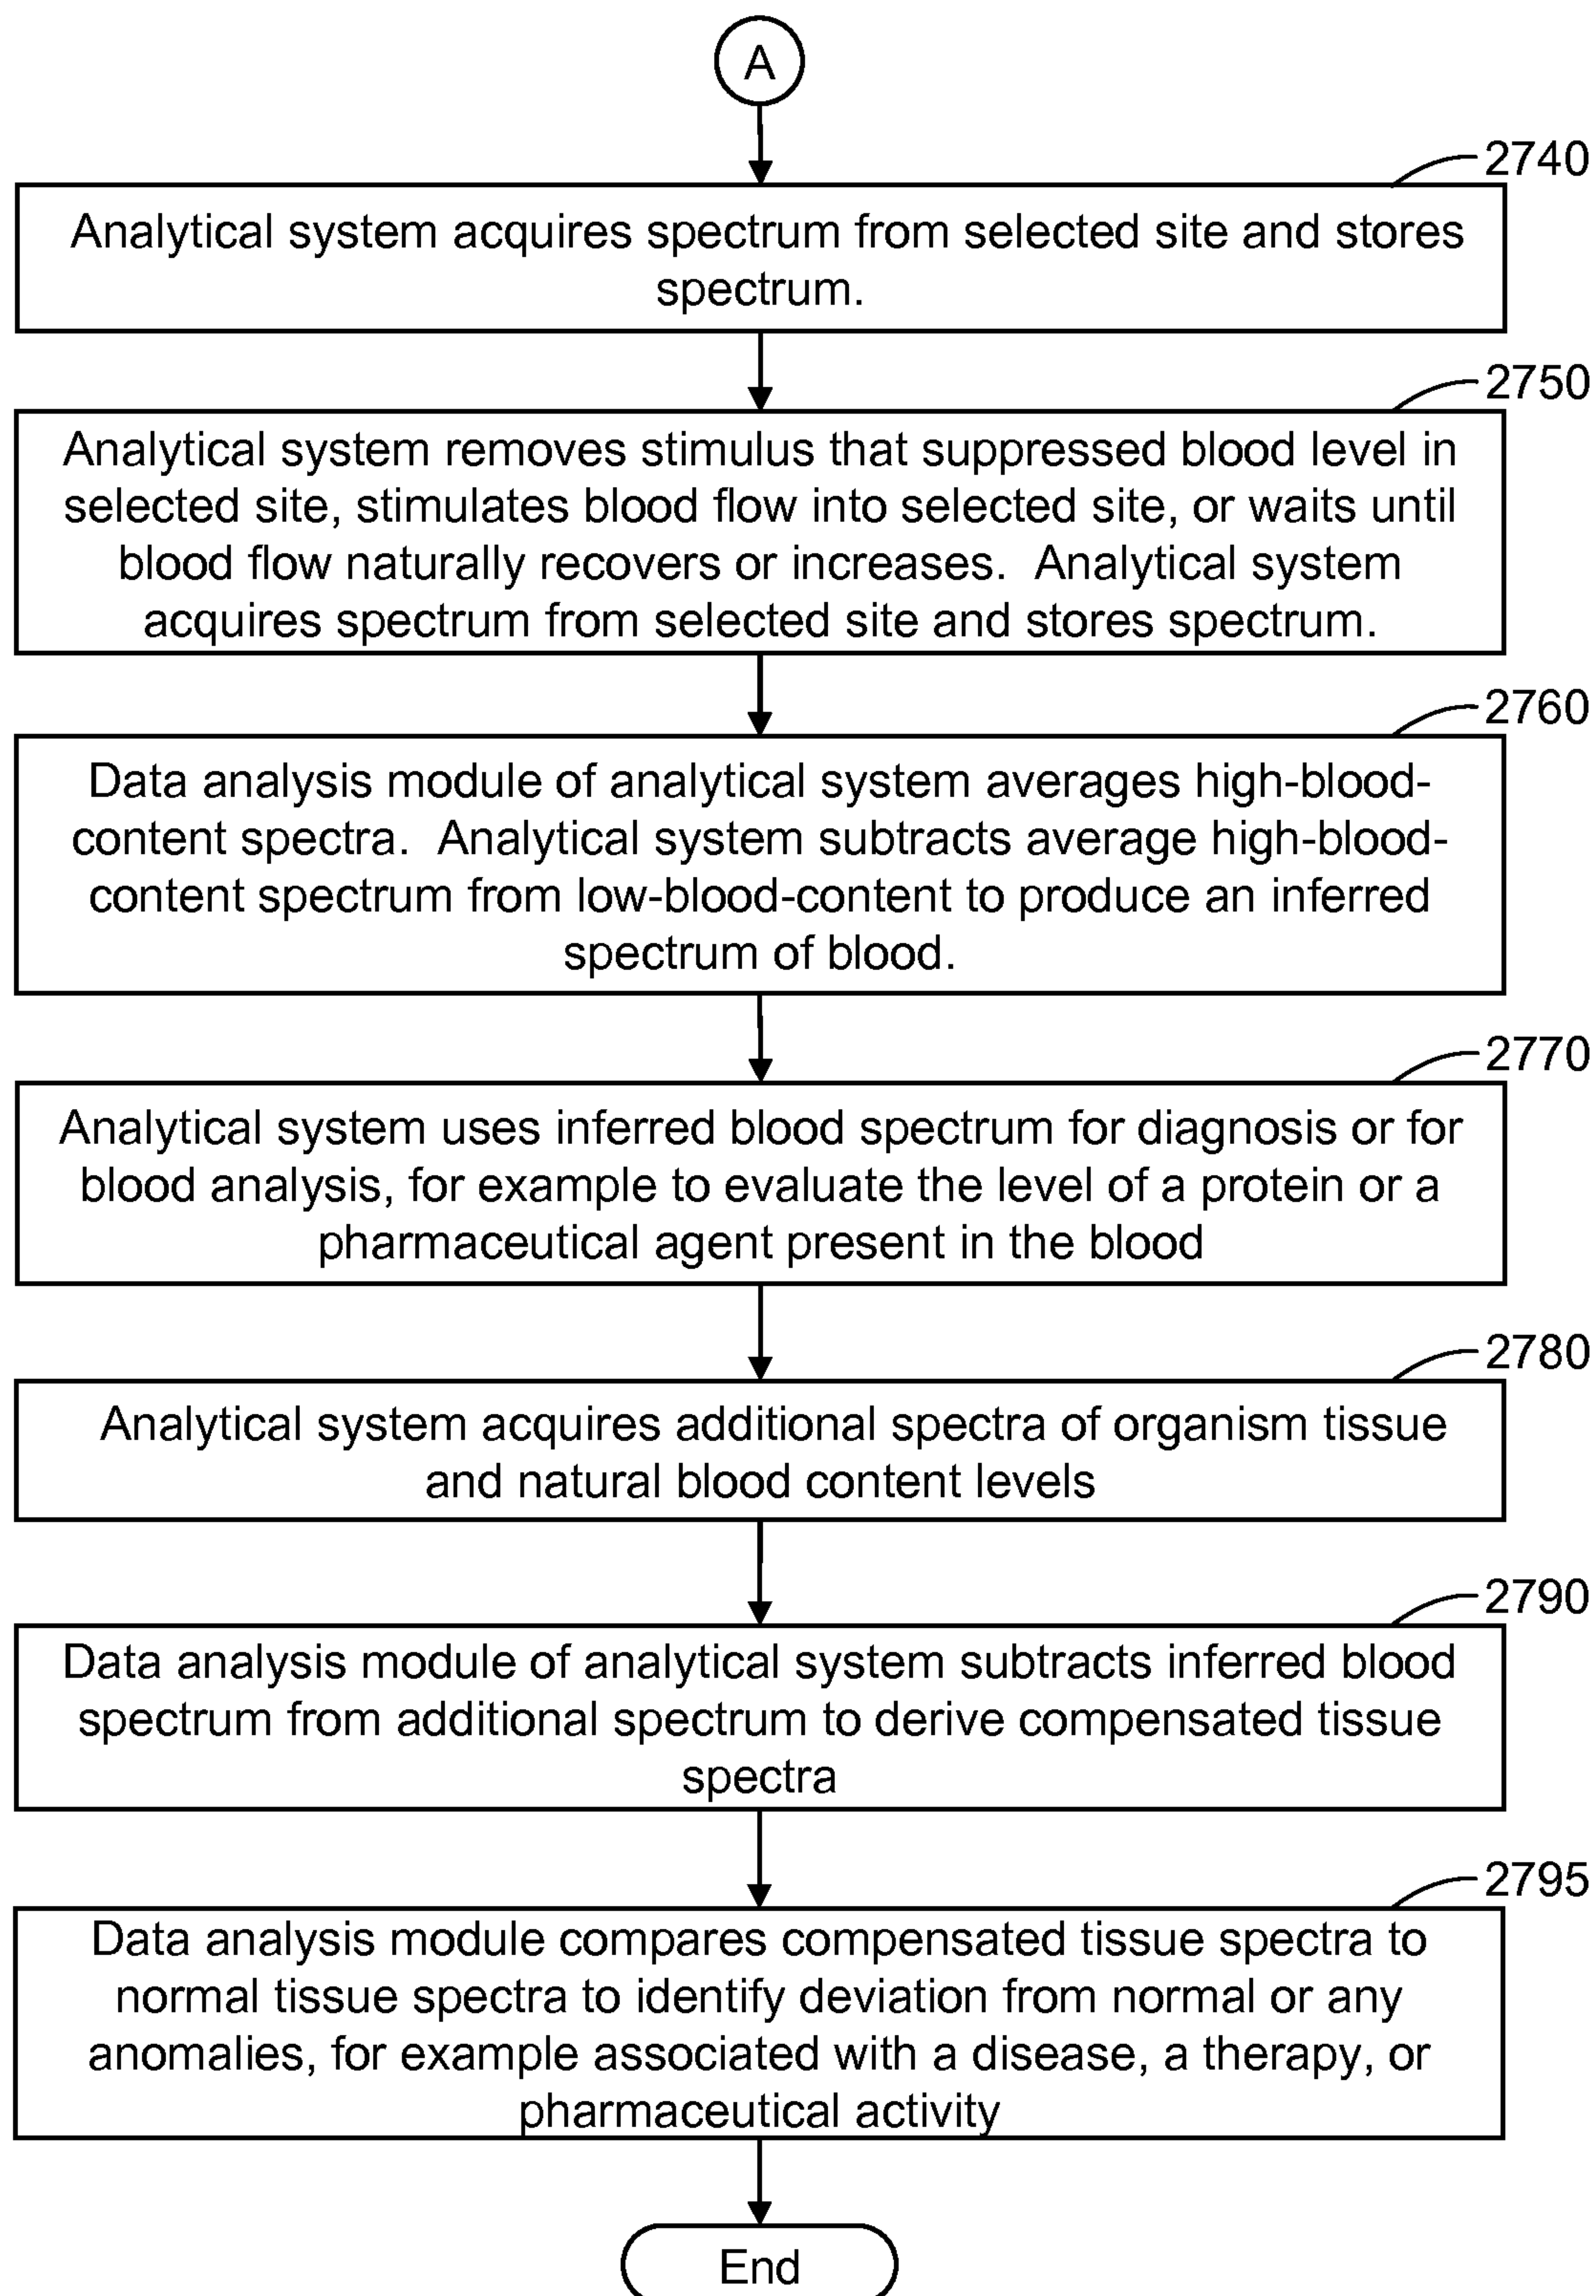 A
2740
Analytical system acquires spectrum from selected site and stores
spectrum.
2750
Analytical system removes stimulus that suppressed blood level in
selected site, stimulates blood flow into selected site, or waits until
blood flow naturally recovers or increases.  Analytical system
acquires spectrum from selected site and stores spectrum.
2760
Data analysis module of analytical system averages high-blood-
content spectra.  Analytical system subtracts average high-blood-
content spectrum from low-blood-content to produce an inferred
spectrum of blood.
2770
Analytical system uses inferred blood spectrum for diagnosis or for
blood analysis, for example to evaluate the level of a protein or a
pharmaceutical agent present in the blood
2780
Analytical system acquires additional spectra of organism tissue
and natural blood content levels
2790
Data analysis module of analytical system subtracts inferred blood
spectrum from additional spectrum to derive compensated tissue
spectra
2795
Data analysis module compares compensated tissue spectra to
normal tissue spectra to identify deviation from normal or any
anomalies, for example associated with a disease, a therapy, or
pharmaceutical activity
End